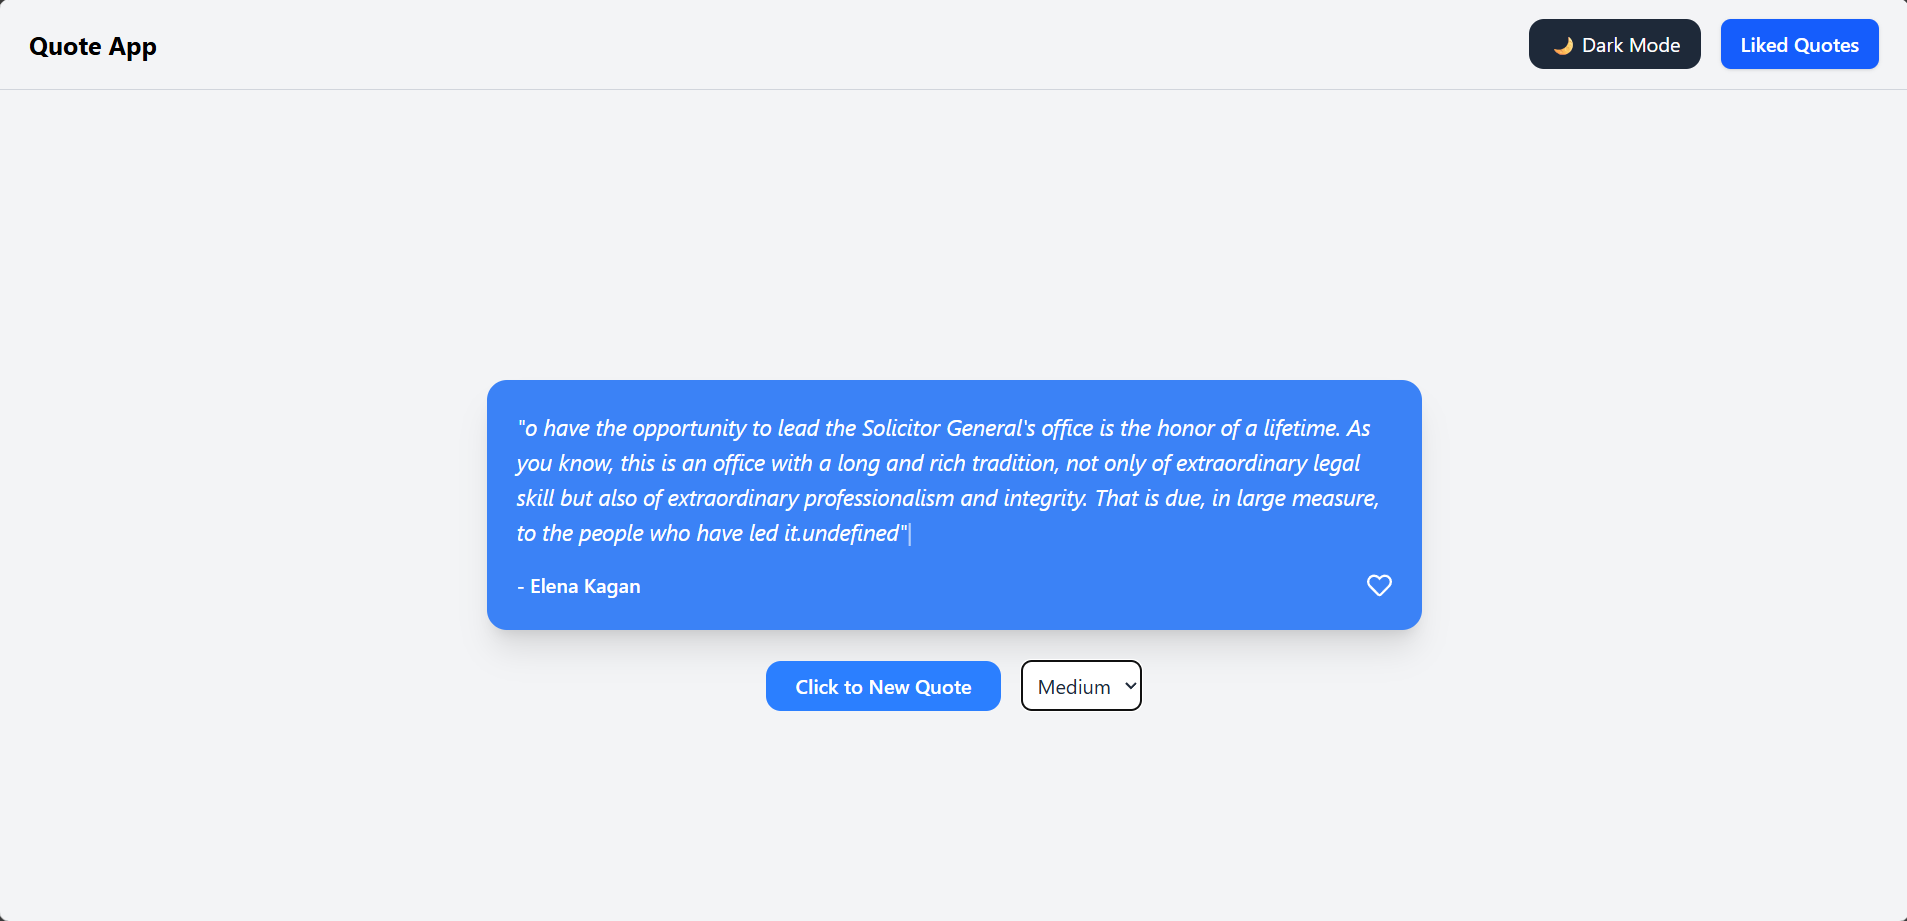 Quote App
🌙 Dark Mode
Liked Quotes
"o have the opportunity to lead the Solicitor General's office is the honor of a lifetime. As
you know, this is an office with a long and rich tradition, not only of extraordinary legal
skill but also of extraordinary professionalism and integrity. That is due, in large measure,
to the people who have led it.undefined"|
- Elena Kagan
Click to New Quote
Medium